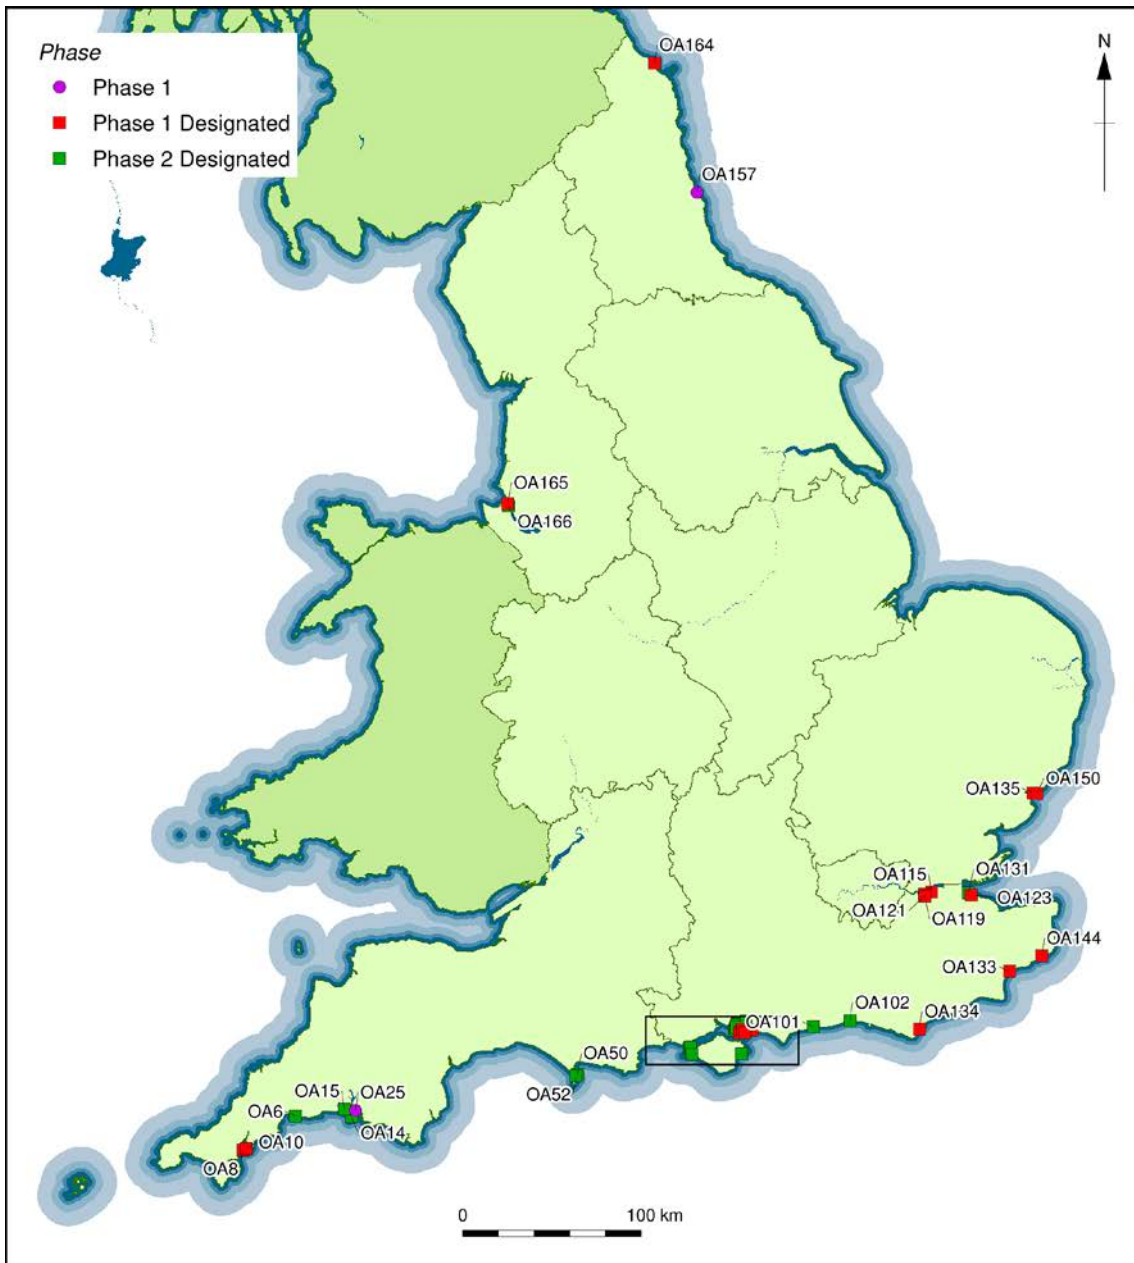 Phase
Phase 1
Phase 1 Designated
Phase 2 Designated
N
OA164
OA157
OA165
OA166
OA135
OA150
OA115
OA131
OA121
OA123
OA119
OA144
OA133
OA102
OA101
OA134
OA50
OA52
OA15
OA25
OA6
OA14
OA10
OA8
0
100 km